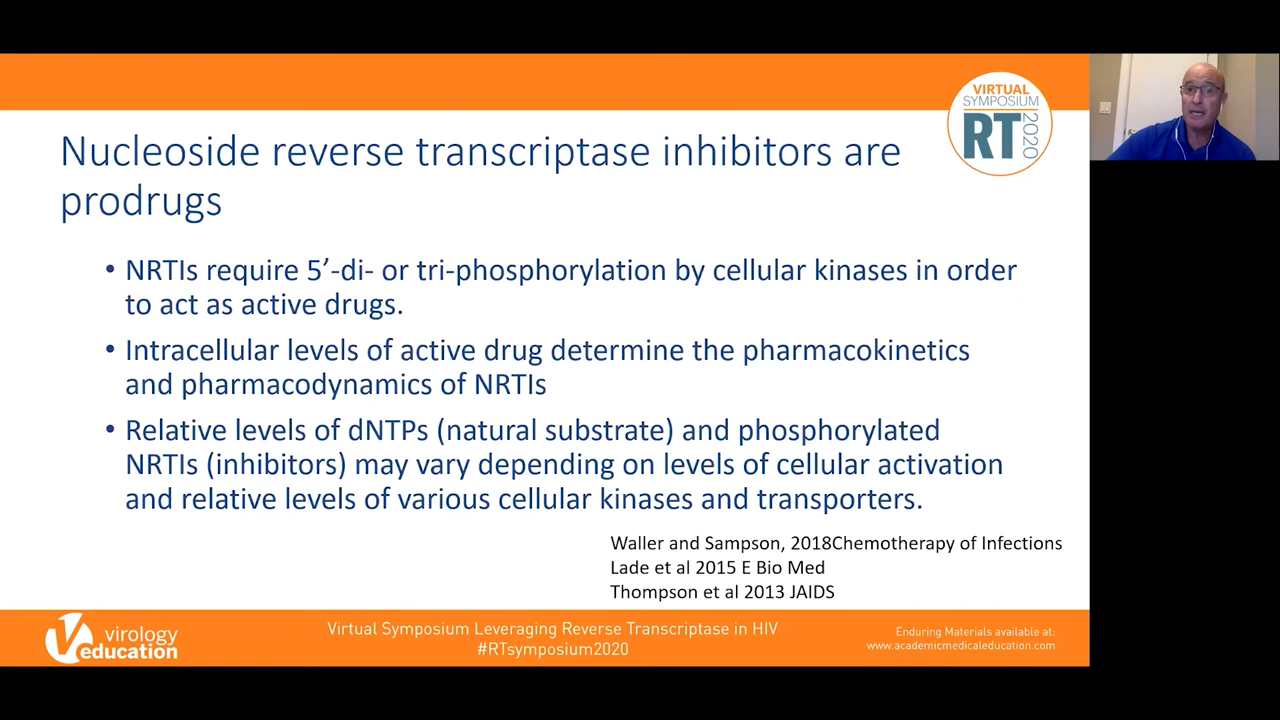 VIRTUAL
SYMPOSIUM
RT
2020
Nucleoside reverse transcriptase inhibitors are
prodrugs
• NRTIs require 5’-di- or tri-phosphorylation by cellular kinases in order
to act as active drugs.
• Intracellular levels of active drug determine the pharmacokinetics
and pharmacodynamics of NRTIs
• Relative levels of dNTPs (natural substrate) and phosphorylated
NRTIs (inhibitors) may vary depending on levels of cellular activation
and relative levels of various cellular kinases and transporters.
Waller and Sampson, 2018Chemotherapy of Infections
Lade et al 2015 E Bio Med
Thompson et al 2013 JAIDS
virology
education
Virtual Symposium Leveraging Reverse Transcriptase in HIV
#RTsymposium2020
Enduring Materials available at:
www.academicmedicaleducation.com